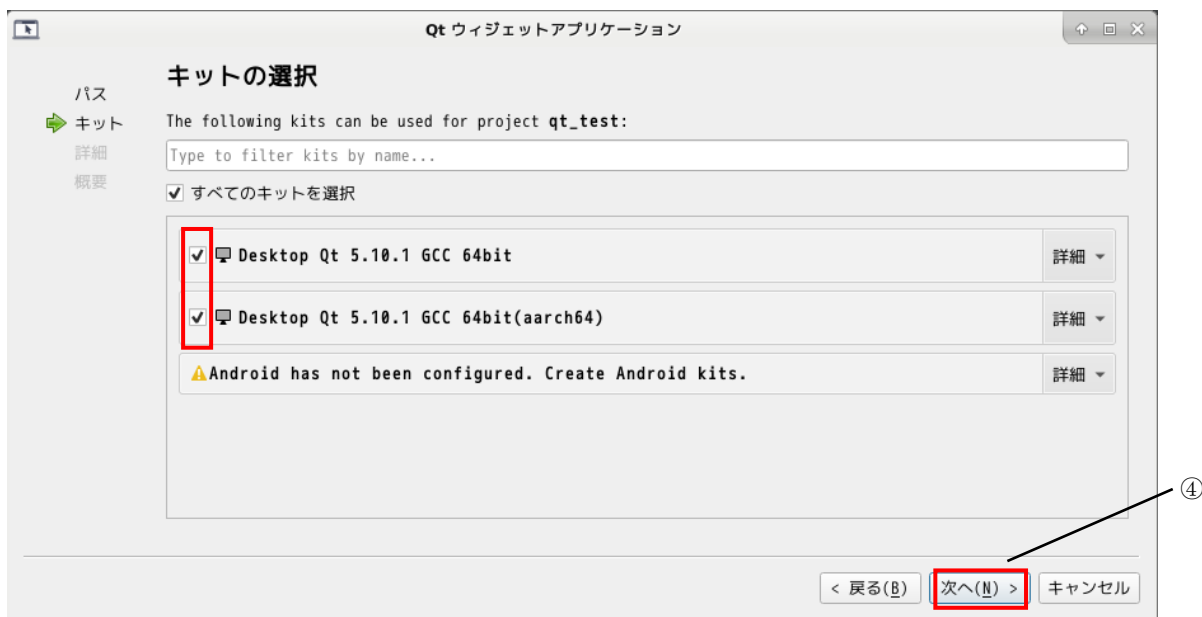 Qt ウィジェットアプリケーション
パス
キット
詳細
概要
キットの選択
The following kits can be used for project qt_test:
Type to filter kits by name...
すべてのキットを選択
Desktop Qt 5.10.1 GCC 64bit 詳細
Desktop Qt 5.10.1 GCC 64bit(aarch64) 詳細
Android has not been configured. Create Android kits. 詳細
④
< 戻る(B) 次へ(N) > キャンセル